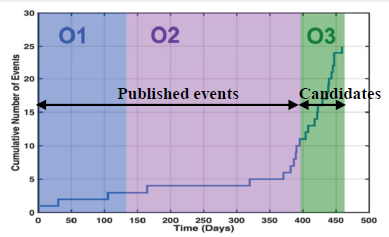 30
25
20
15
10
5
0
Cumulative Number of Events
O1
O2
O3
Published events
Candidates
0 50 100 150 200 250 300 350 400 450 500
Time (Days)